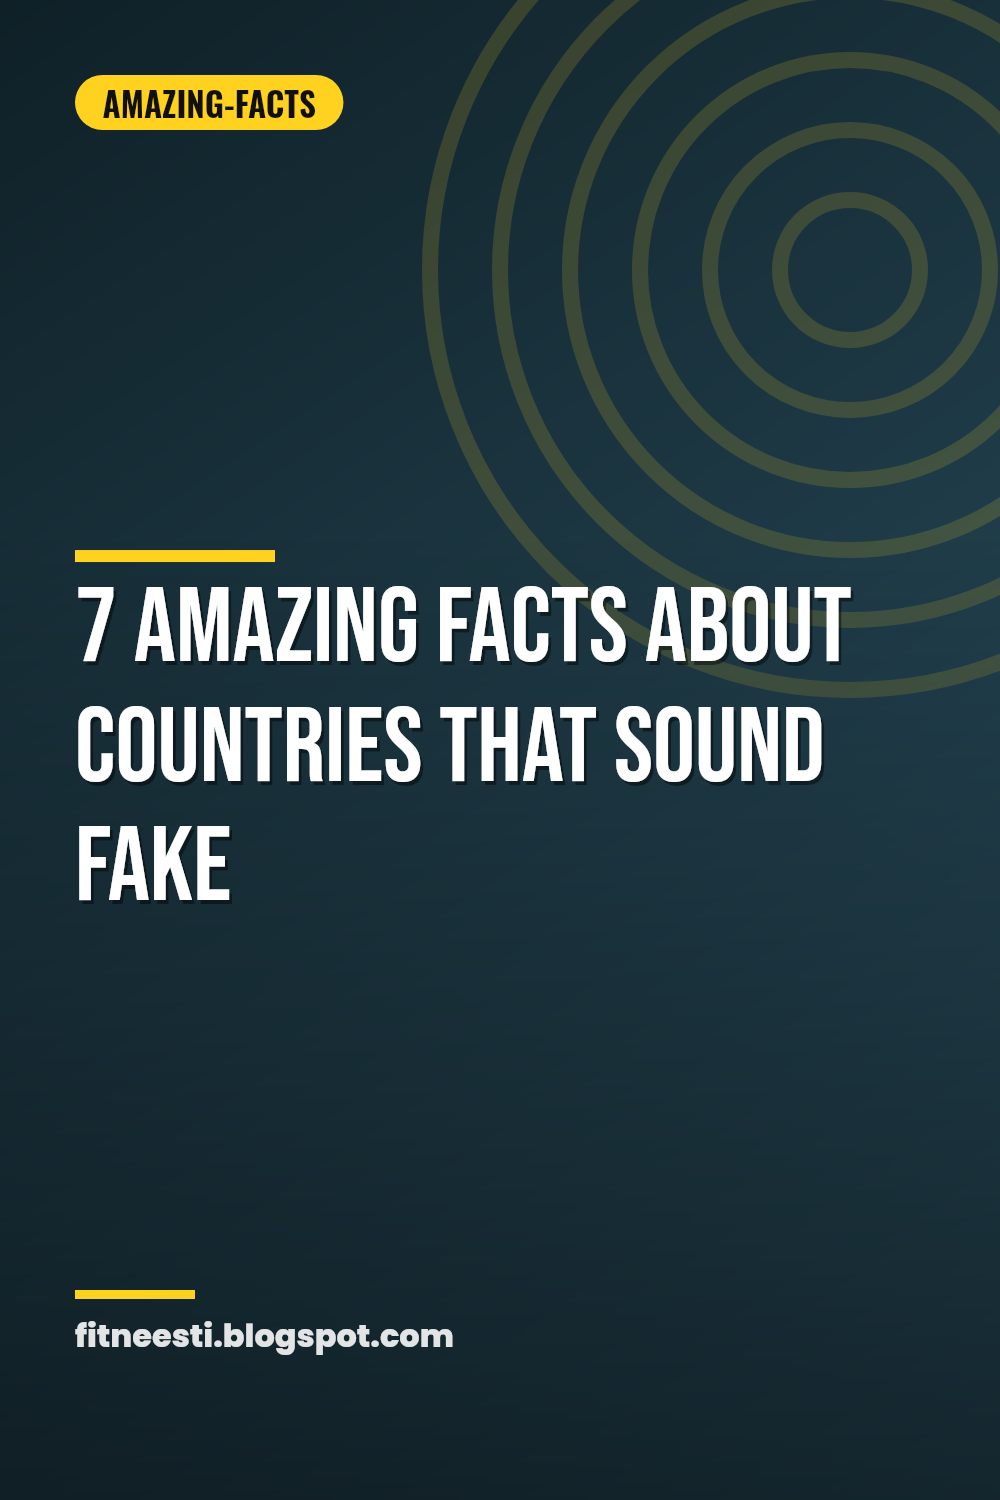 AMAZING-FACTS
7 AMAZING FACTS ABOUT
COUNTRIES THAT SOUND
FAKE
fitneesti.blogspot.com